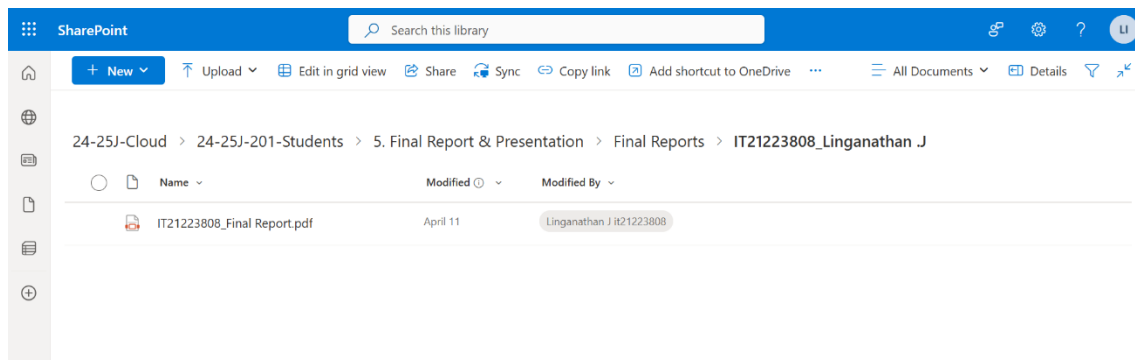 SharePoint Search this library ? LI
+ New Upload Edit in grid view Share Sync Copy link Add shortcut to OneDrive ... All Documents Details
24-25J-Cloud > 24-25J-201-Students > 5. Final Report & Presentation > Final Reports > IT21223808_Linganathan .J
Name Modified Modified By
IT21223808_Final Report.pdf April 11 Linganathan J it21223808